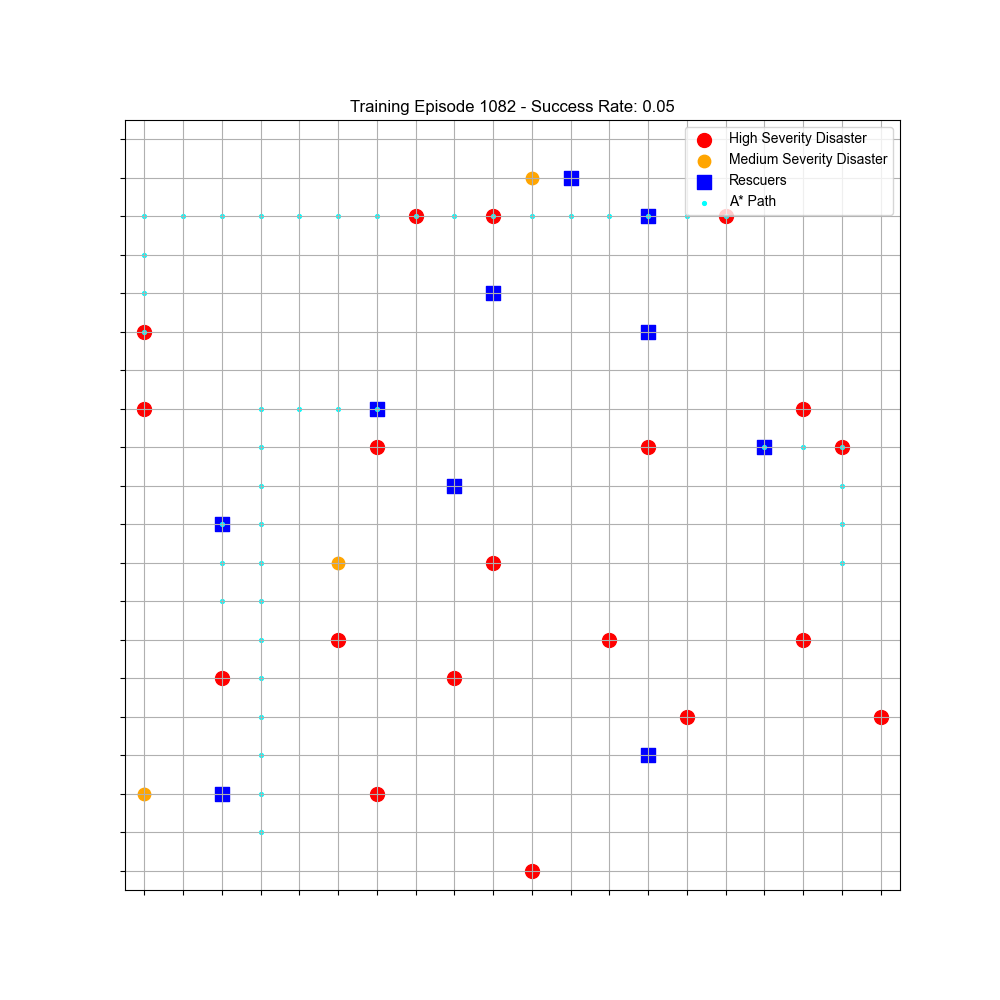 Training Episode 1082 - Success Rate: 0.05
High Severity Disaster
Medium Severity Disaster
Rescuers
A* Path